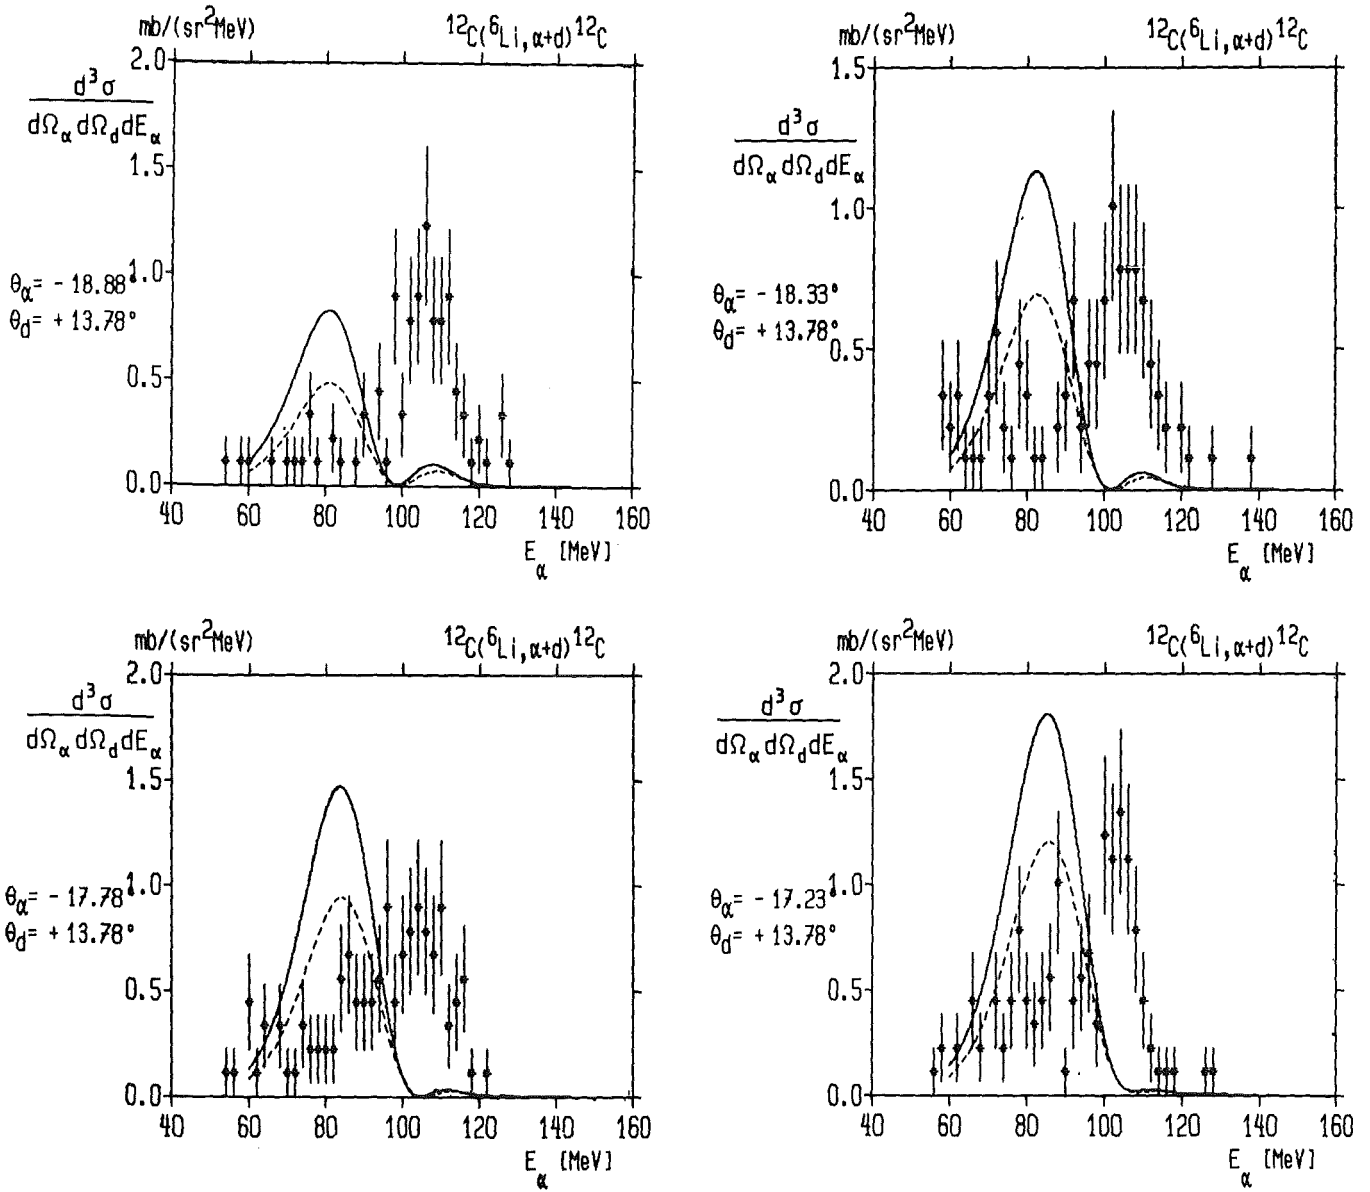 mb/(sr²MeV) ¹²C(⁶Li,α+d)¹²C
2.0
d³σ
dΩα dΩd dEα
1.5
1.0
θα= - 18.88°
θd= + 13.78°
0.5
0.0
40 60 80 100 120 140 160
Eα [MeV]
mb/(sr²MeV) ¹²C(⁶Li,α+d)¹²C
1.5
d³σ
dΩα dΩd dEα
1.0
θα= - 18.33°
θd= + 13.78°
0.5
0.0
40 60 80 100 120 140 160
Eα [MeV]
mb/(sr²MeV) ¹²C(⁶Li,α+d)¹²C
2.0
d³σ
dΩα dΩd dEα
1.5
1.0
θα= - 17.78°
θd= + 13.78°
0.5
0.0
40 60 80 100 120 140 160
Eα [MeV]
mb/(sr²MeV) ¹²C(⁶Li,α+d)¹²C
2.0
d³σ
dΩα dΩd dEα
1.5
1.0
θα= - 17.23°
θd= + 13.78°
0.5
0.0
40 60 80 100 120 140 160
Eα [MeV]